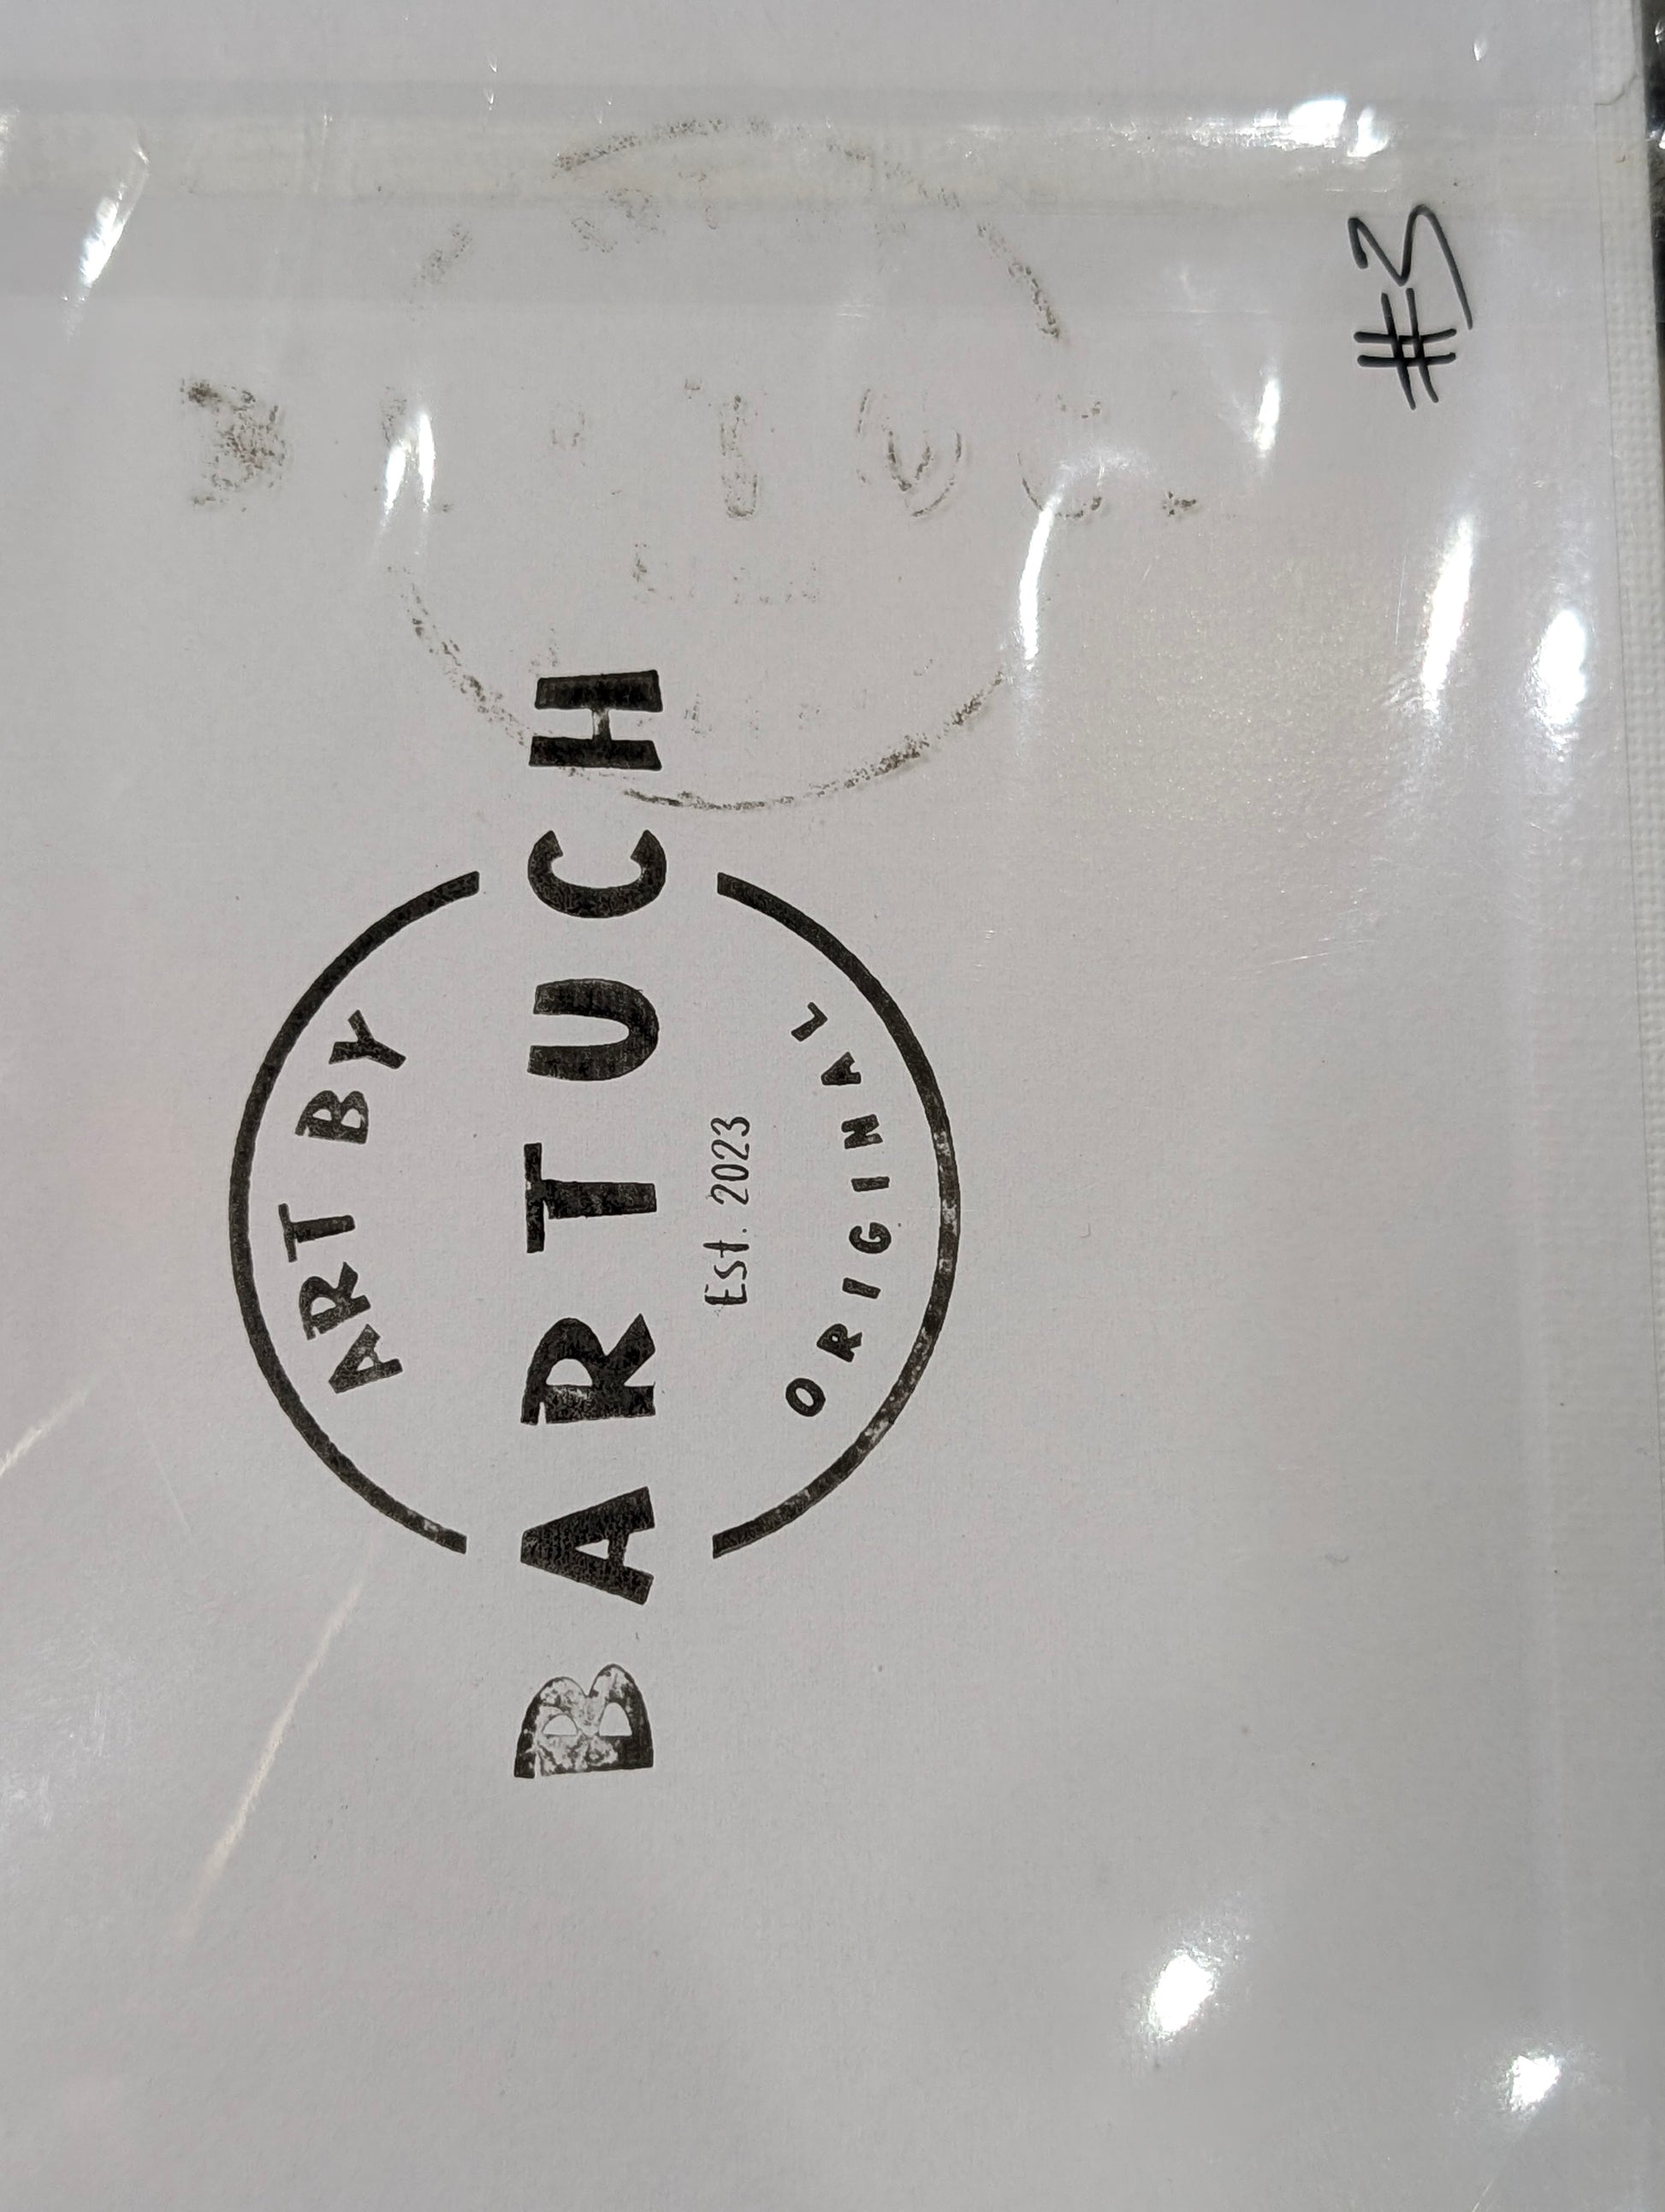 ART BY
BARTUCH
Est. 2023
ORIGINAL
#3